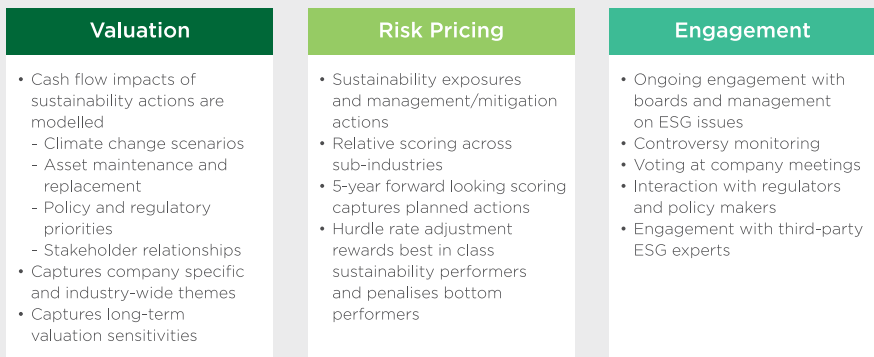 Valuation
• Cash flow impacts of
sustainability actions are
modelled
- Climate change scenarios
- Asset maintenance and
replacement
- Policy and regulatory
priorities
- Stakeholder relationships
• Captures company specific
and industry-wide themes
• Captures long-term
valuation sensitivities
Risk Pricing
• Sustainability exposures
and management/mitigation
actions
• Relative scoring across
sub-industries
• 5-year forward looking scoring
captures planned actions
• Hurdle rate adjustment
rewards best in class
sustainability performers
and penalises bottom
performers
Engagement
• Ongoing engagement with
boards and management
on ESG issues
• Controversy monitoring
• Voting at company meetings
• Interaction with regulators
and policy makers
• Engagement with third-party
ESG experts